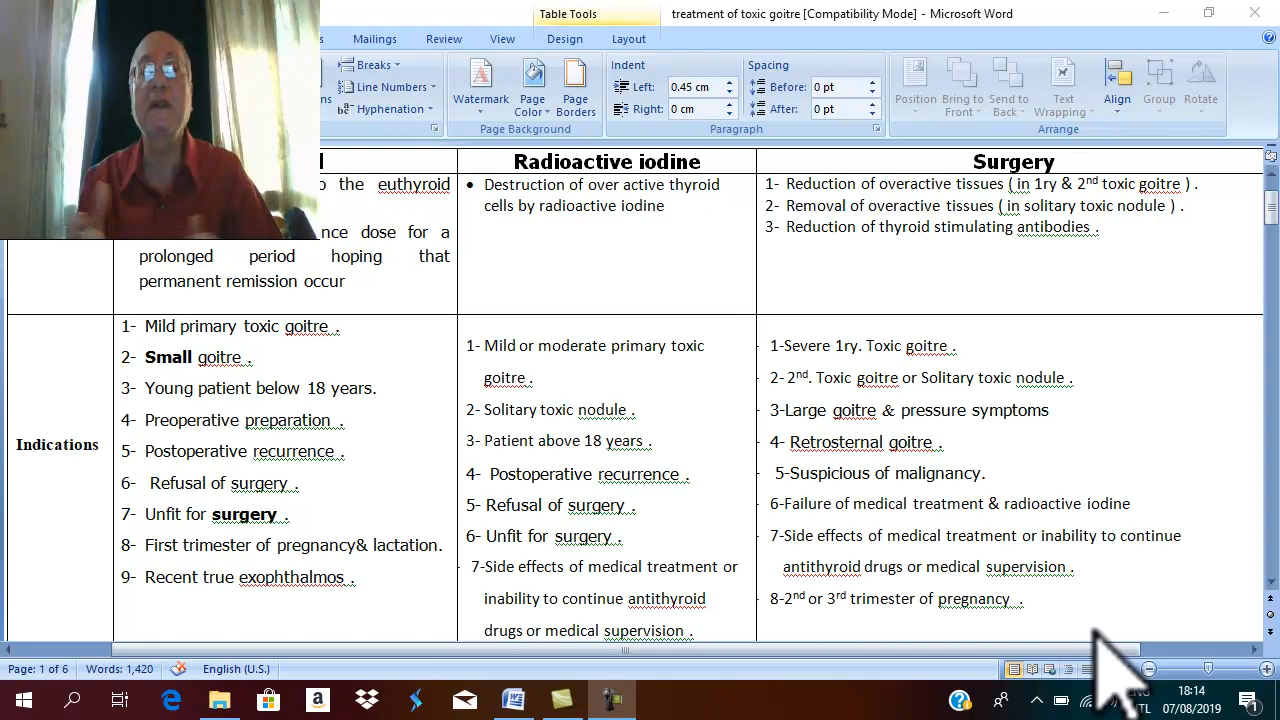 Table Tools
treatment of toxic goitre [Compatibility Mode] - Microsoft Word
Mailings Review View Design Layout
Breaks
Line Numbers
Hyphenation
Watermark
Page Color
Page Borders
Page Background
Indent
Left: 0.45 cm
Right: 0 cm
Spacing
Before: 0 pt
After: 0 pt
Paragraph
Position
Bring to Front
Send to Back
Text Wrapping
Align
Group
Rotate
Arrange
Radioactive iodine
Surgery
the euthyroid
dose for a
prolonged period hoping that
permanent remission occur
• Destruction of over active thyroid
cells by radioactive iodine
1- Reduction of overactive tissues ( in 1ry & 2nd toxic goitre ) .
2- Removal of overactive tissues ( in solitary toxic nodule ) .
3- Reduction of thyroid stimulating antibodies .
Indications
1- Mild primary toxic goitre .
2- Small goitre .
3- Young patient below 18 years.
4- Preoperative preparation .
5- Postoperative recurrence .
6- Refusal of surgery .
7- Unfit for surgery .
8- First trimester of pregnancy& lactation.
9- Recent true exophthalmos .
1- Mild or moderate primary toxic
goitre .
2- Solitary toxic nodule .
3- Patient above 18 years .
4- Postoperative recurrence .
5- Refusal of surgery .
6- Unfit for surgery .
7-Side effects of medical treatment or
inability to continue antithyroid
drugs or medical supervision .
1-Severe 1ry. Toxic goitre .
2- 2nd. Toxic goitre or Solitary toxic nodule .
3-Large goitre & pressure symptoms
4- Retrosternal goitre .
5-Suspicious of malignancy.
6-Failure of medical treatment & radioactive iodine
7-Side effects of medical treatment or inability to continue
antithyroid drugs or medical supervision .
8-2nd or 3rd trimester of pregnancy .
Page: 1 of 6 Words: 1,420 English (U.S.)
18:14
07/08/2019
1